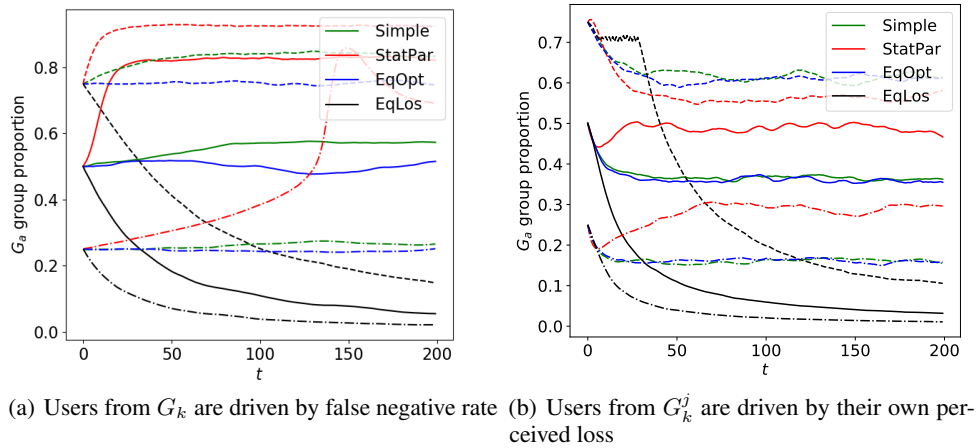 Simple
StatPar
EqOpt
EqLos
0.8
0.6
0.4
0.2
0.0
G_a group proportion
0 50 100 150 200
t
Simple
StatPar
EqOpt
EqLos
0.7
0.6
0.5
0.4
0.3
0.2
0.1
0.0
G_a group proportion
0 50 100 150 200
t
(a) Users from G_k are driven by false negative rate
(b) Users from G_k^j are driven by their own per-
ceived loss